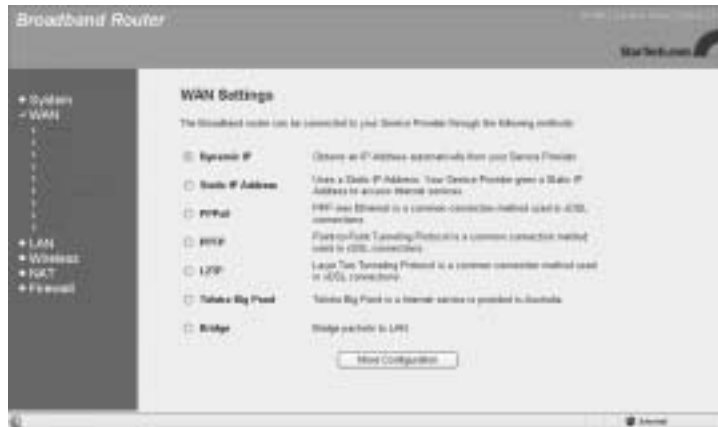 Broadband Router
StarTech.com
System
WAN
LAN
Wireless
NAT
Firewall
WAN Settings
The Broadband router can be connected to your Service Provider through the following methods:
Dynamic IP
Obtains an IP Address automatically from your Service Provider.
Static IP Address
Uses a Static IP Address. Your Service Provider gives a Static IP
Address to access Internet services.
PPPoE
PPP over Ethernet is a common connection method used in xDSL
connections.
PPTP
Point-to-Point Tunneling Protocol is a common connection method
used in xDSL connections.
L2TP
Layer Two Tunneling Protocol is a common connection method used
in xDSL connections.
Telstra Big Pond
Telstra Big Pond is a Internet service is provided in Australia.
Bridge
Bridge packets to LAN
More Configuration
Internet